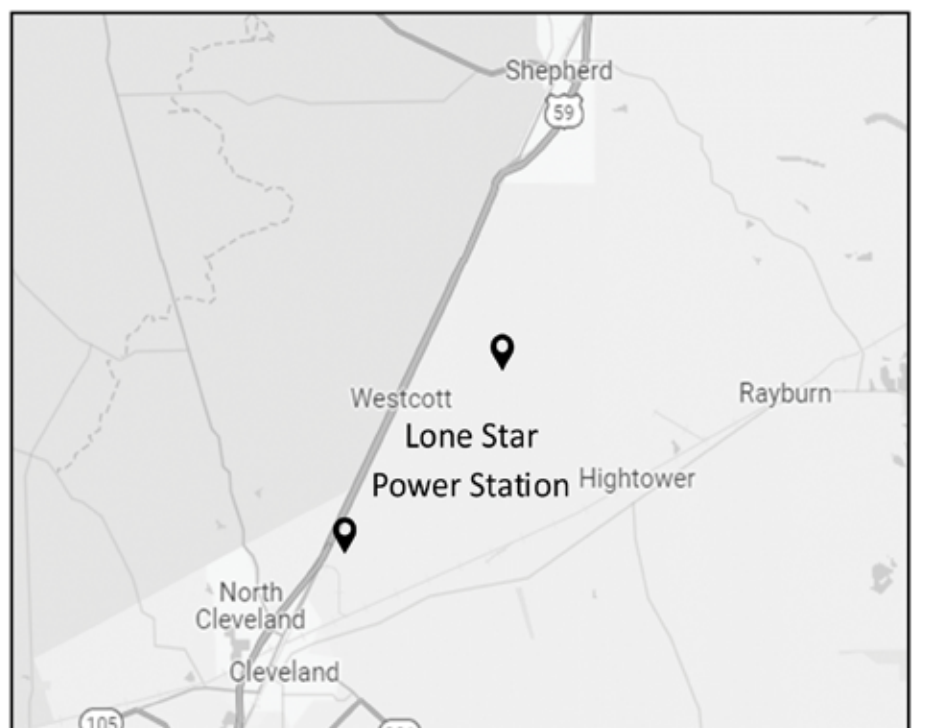 Shepherd
59
Westcott
Rayburn
Lone Star
Power Station
Hightower
North
Cleveland
Cleveland
105